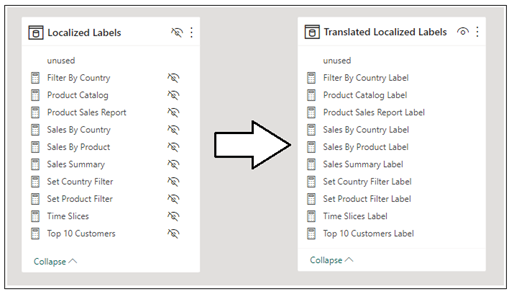 Localized Labels
unused
Filter By Country
Product Catalog
Product Sales Report
Sales By Country
Sales By Product
Sales Summary
Set Country Filter
Set Product Filter
Time Slices
Top 10 Customers
Collapse
Translated Localized Labels
unused
Filter By Country Label
Product Catalog Label
Product Sales Report Label
Sales By Country Label
Sales By Product Label
Sales Summary Label
Set Country Filter Label
Set Product Filter Label
Time Slices Label
Top 10 Customers Label
Collapse